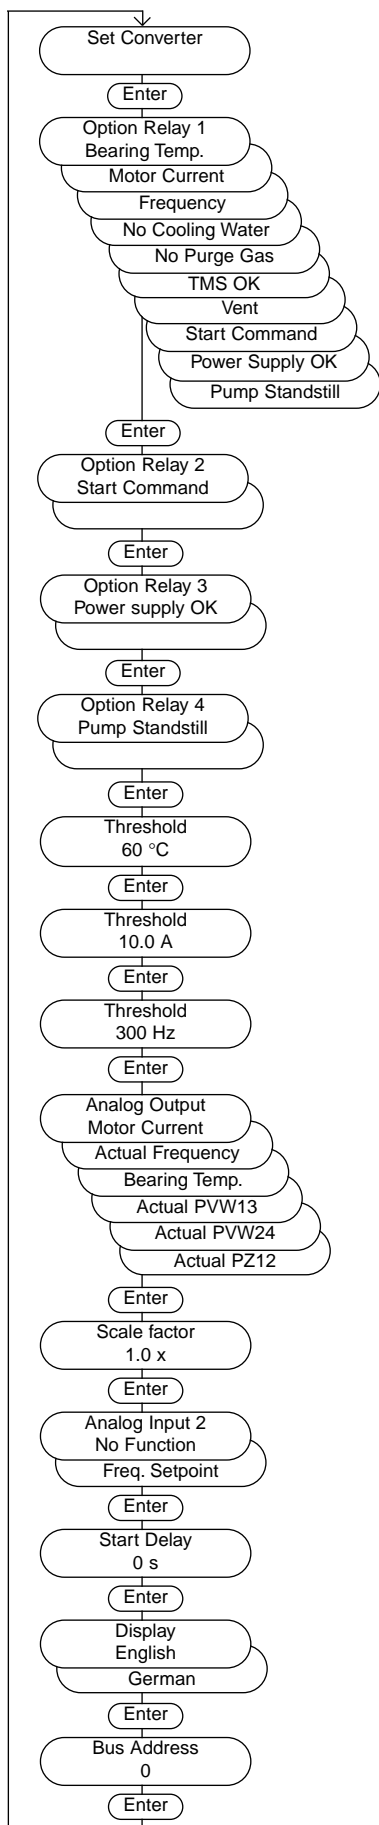 Set Converter
Enter
Option Relay 1
Bearing Temp.
Motor Current
Frequency
No Cooling Water
No Purge Gas
TMS OK
Vent
Start Command
Power Supply OK
Pump Standstill
Enter
Option Relay 2
Start Command
Enter
Option Relay 3
Power supply OK
Enter
Option Relay 4
Pump Standstill
Enter
Threshold
60 °C
Enter
Threshold
10.0 A
Enter
Threshold
300 Hz
Enter
Analog Output
Motor Current
Actual Frequency
Bearing Temp.
Actual PVW13
Actual PVW24
Actual PZ12
Enter
Scale factor
1.0 x
Enter
Analog Input 2
No Function
Freq. Setpoint
Enter
Start Delay
0 s
Enter
Display
English
German
Enter
Bus Address
0
Enter